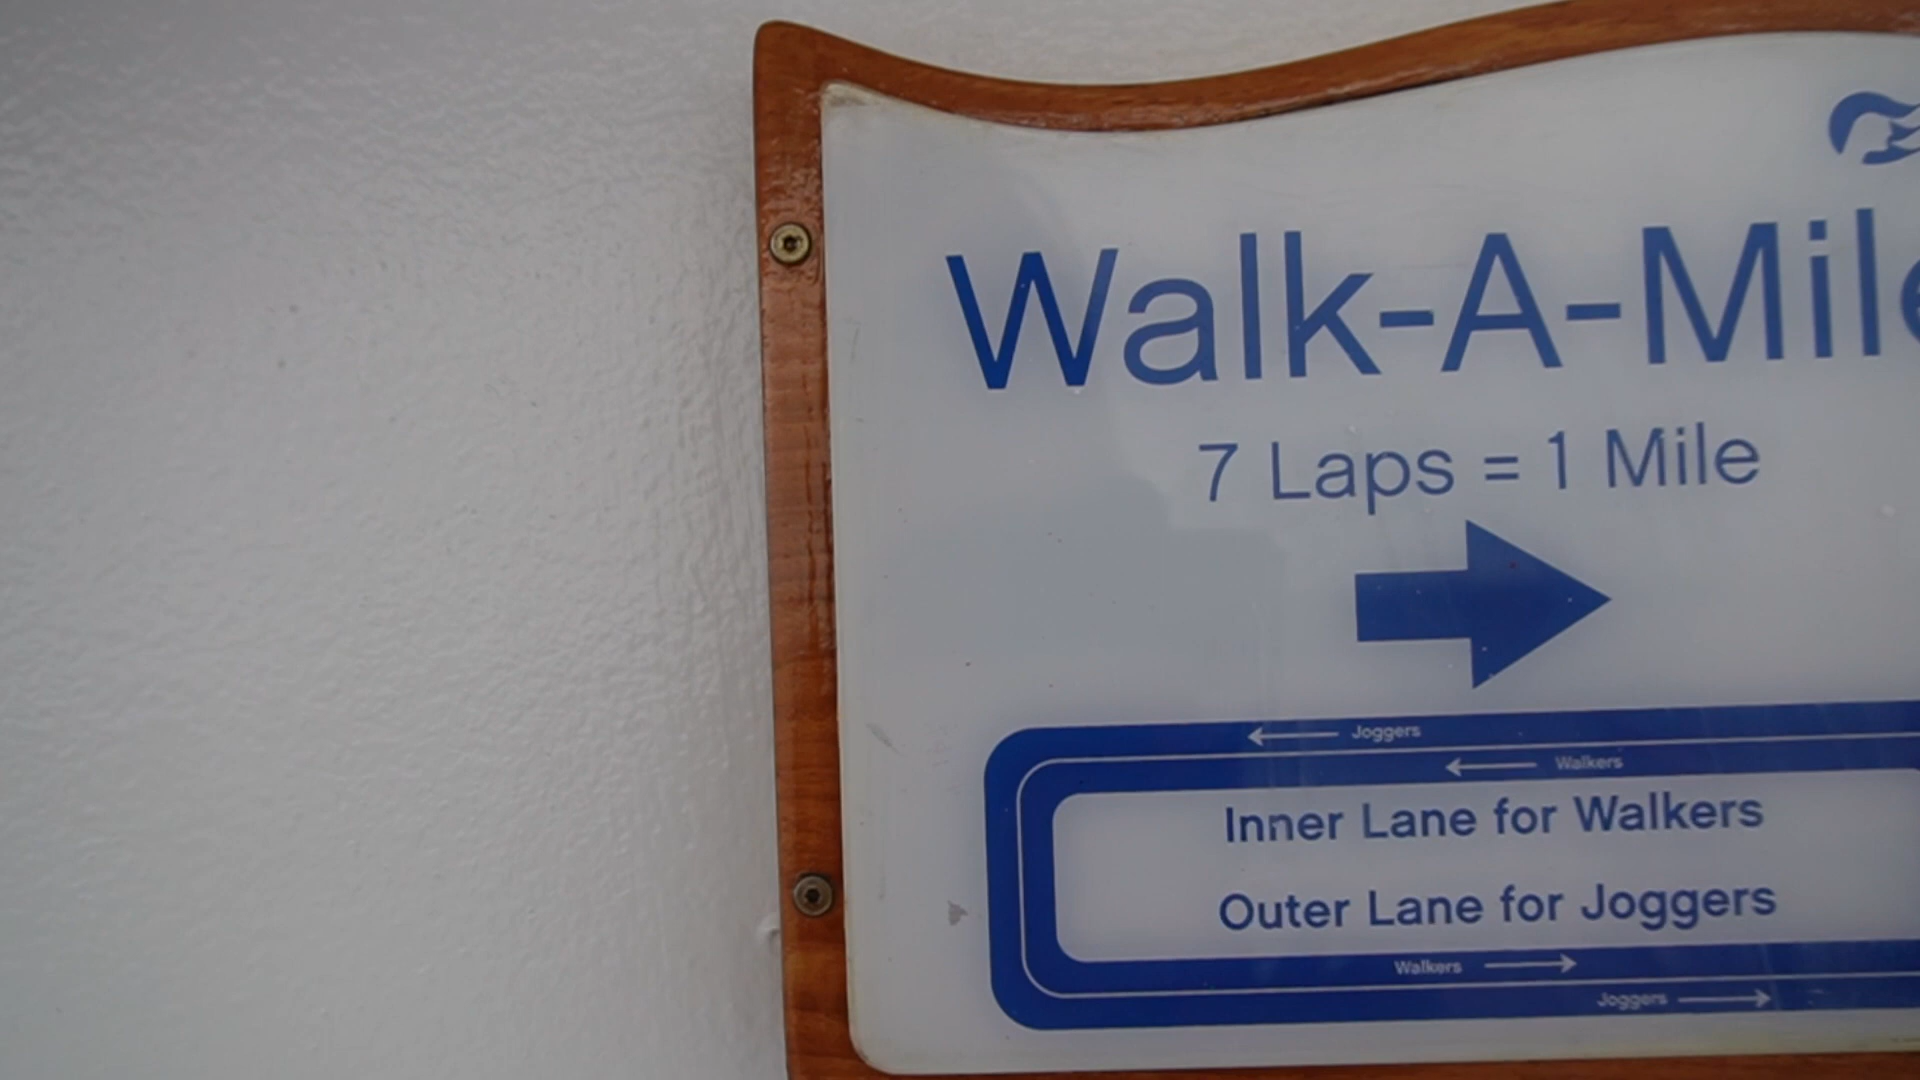 Walk-A-Mile
7 Laps = 1 Mile
Joggers
Walkers
Inner Lane for Walkers
Outer Lane for Joggers
Walkers
Joggers